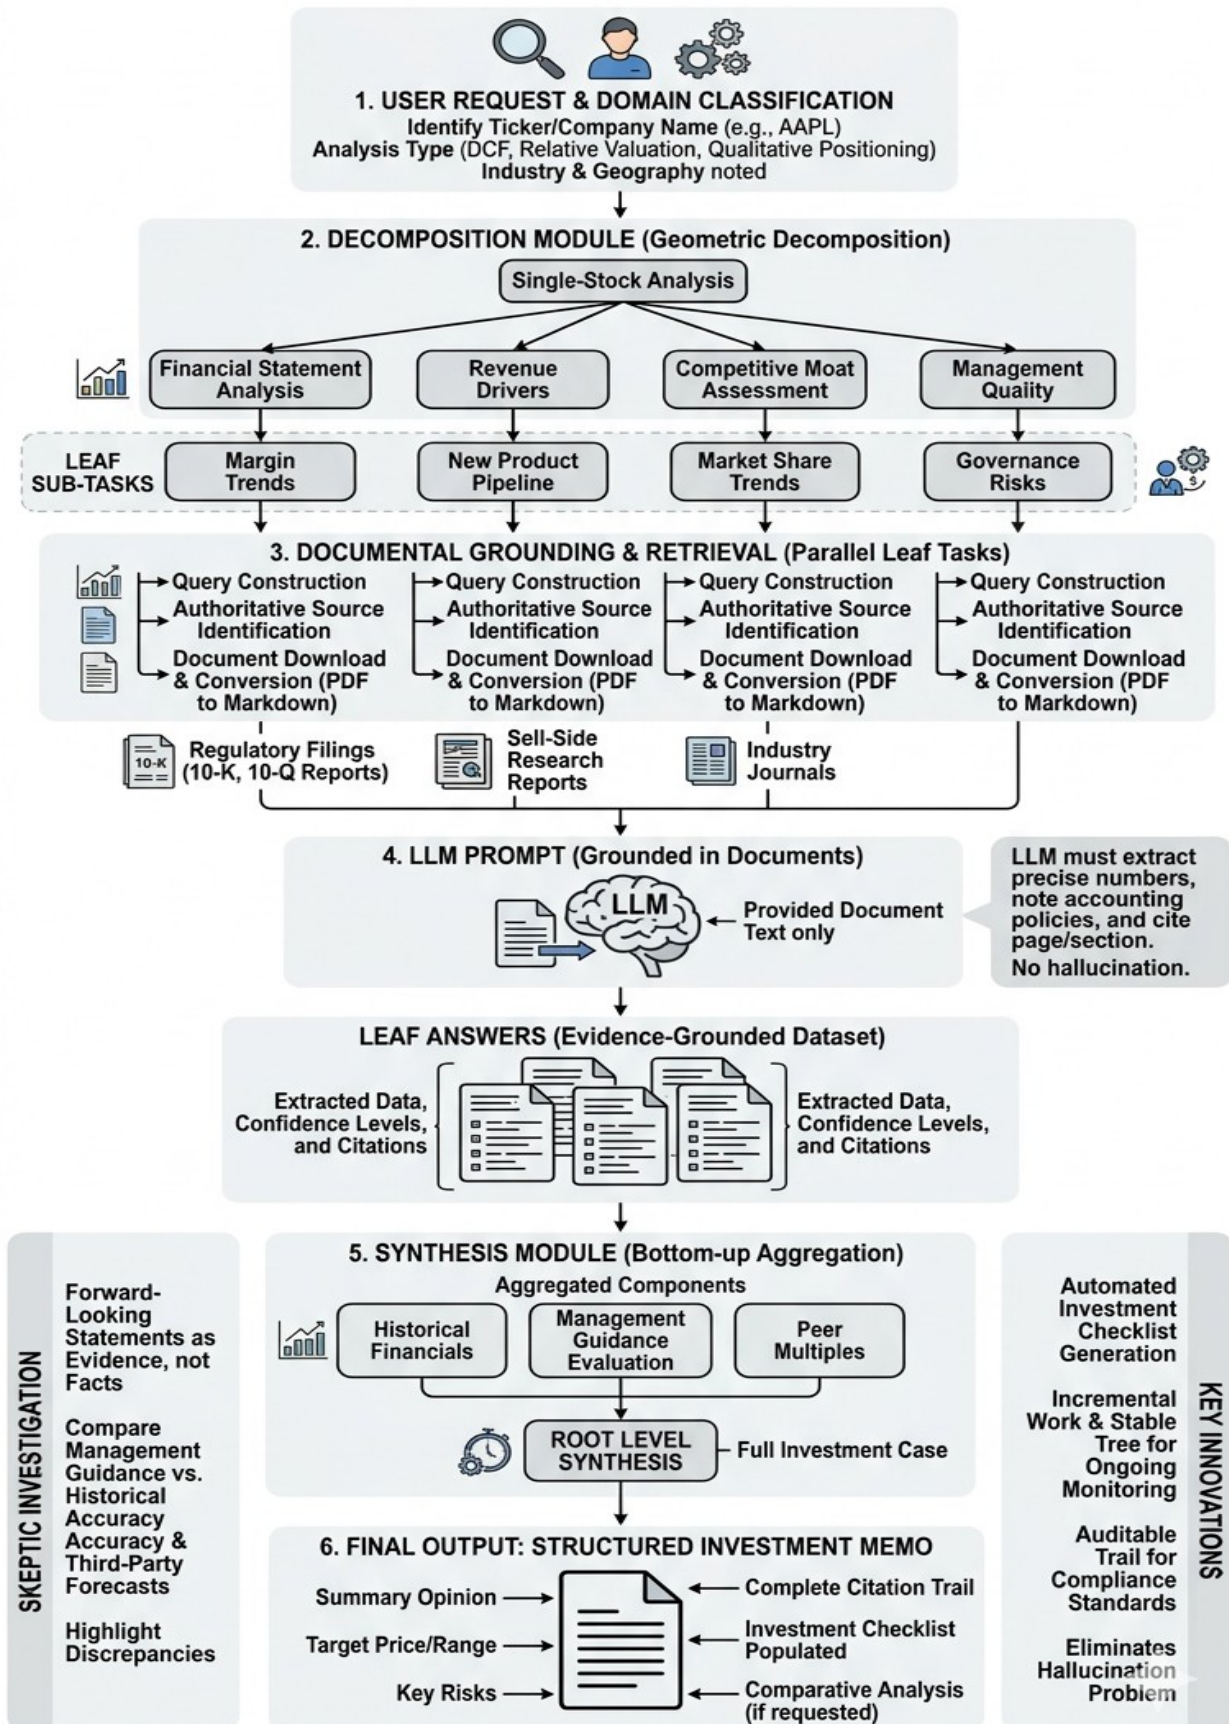 1. USER REQUEST & DOMAIN CLASSIFICATION
Identify Ticker/Company Name (e.g., AAPL)
Analysis Type (DCF, Relative Valuation, Qualitative Positioning)
Industry & Geography noted
2. DECOMPOSITION MODULE (Geometric Decomposition)
Single-Stock Analysis
Financial Statement
Analysis
Revenue
Drivers
Competitive Moat
Assessment
Management
Quality
LEAF
SUB-TASKS
Margin
Trends
New Product
Pipeline
Market Share
Trends
Governance
Risks
$
3. DOCUMENTAL GROUNDING & RETRIEVAL (Parallel Leaf Tasks)
Query Construction
Authoritative Source
Identification
Document Download
& Conversion (PDF
to Markdown)
Query Construction
Authoritative Source
Identification
Document Download
& Conversion (PDF
to Markdown)
Query Construction
Authoritative Source
Identification
Document Download
& Conversion (PDF
to Markdown)
Query Construction
Authoritative Source
Identification
Document Download
& Conversion (PDF
to Markdown)
10-K
Regulatory Filings
(10-K, 10-Q Reports)
Sell-Side
Research
Reports
Industry
Journals
4. LLM PROMPT (Grounded in Documents)
LLM
Provided Document
Text only
LLM must extract
precise numbers,
note accounting
policies, and cite
page/section.
No hallucination.
LEAF ANSWERS (Evidence-Grounded Dataset)
Extracted Data,
Confidence Levels,
and Citations
Extracted Data,
Confidence Levels,
and Citations
SKEPTIC INVESTIGATION
Forward-
Looking
Statements as
Evidence, not
Facts
Compare
Management
Guidance vs.
Historical
Accuracy
Accuracy &
Third-Party
Forecasts
Highlight
Discrepancies
5. SYNTHESIS MODULE (Bottom-up Aggregation)
Aggregated Components
Historical
Financials
Management
Guidance
Evaluation
Peer
Multiples
ROOT LEVEL
SYNTHESIS
Full Investment Case
6. FINAL OUTPUT: STRUCTURED INVESTMENT MEMO
Summary Opinion
Target Price/Range
Key Risks
Complete Citation Trail
Investment Checklist
Populated
Comparative Analysis
(if requested)
KEY INNOVATIONS
Automated
Investment
Checklist
Generation
Incremental
Work & Stable
Tree for
Ongoing
Monitoring
Auditable
Trail for
Compliance
Standards
Eliminates
Hallucination
Problem